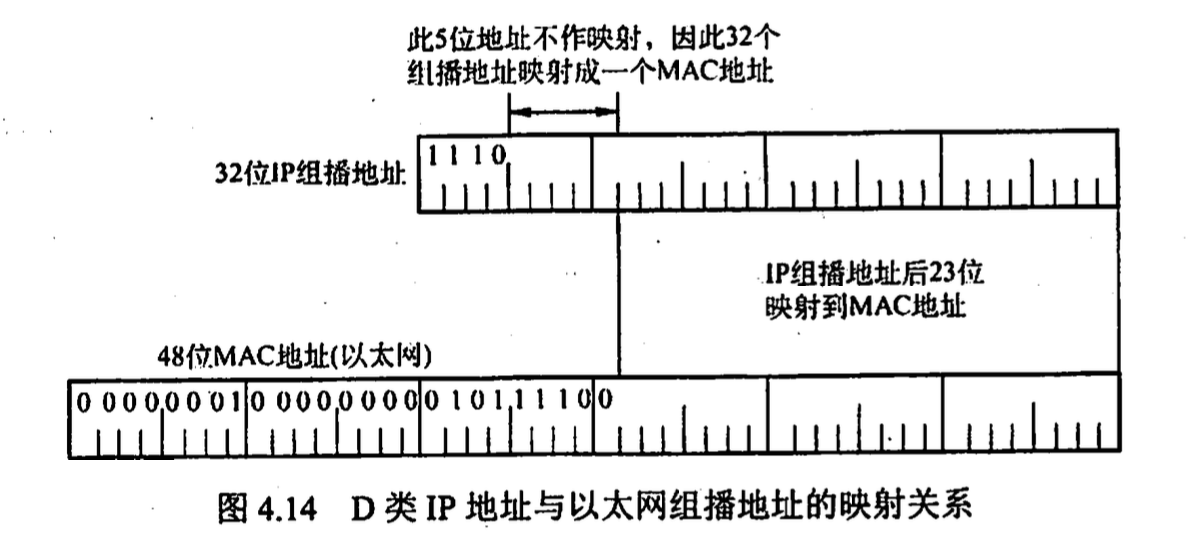 此5位地址不作映射，因此32个
组播地址映射成一个MAC地址
1 1 1 0
32位IP组播地址
IP组播地址后23位
映射到MAC地址
48位MAC地址(以太网)
0 0 0 0 0 0 0 1 0 0 0 0 0 0 0 0 0 1 0 1 1 1 1 0 0
图 4.14 D 类 IP 地址与以太网组播地址的映射关系